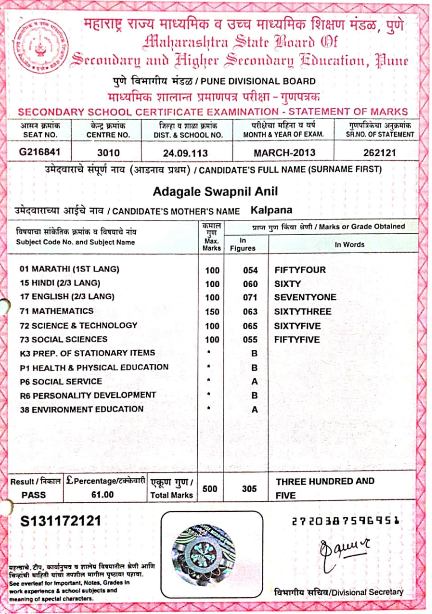 महाराष्ट्र राज्य माध्यमिक व उच्च माध्यमिक शिक्षण मंडळ, पुणे
Maharashtra State Board Of
Secondary and Higher Secondary Education, Pune
पुणे विभागीय मंडळ / PUNE DIVISIONAL BOARD
माध्यमिक शालान्त प्रमाणपत्र परीक्षा - गुणपत्रक
SECONDARY SCHOOL CERTIFICATE EXAMINATION - STATEMENT OF MARKS
आसन क्रमांक केन्द्र क्रमांक जिल्हा व शाळा क्रमांक परीक्षेचा महिना व वर्ष गुणपत्रिकेचा अनुक्रमांक
SEAT NO. CENTRE NO. DIST. & SCHOOL NO. MONTH & YEAR OF EXAM. SR.NO. OF STATEMENT
G216841 3010 24.09.113 MARCH-2013 262121
उमेदवाराचे संपूर्ण नाव (आडनाव प्रथम) / CANDIDATE'S FULL NAME (SURNAME FIRST)
Adagale Swapnil Anil
उमेदवाराच्या आईचे नाव / CANDIDATE'S MOTHER'S NAME Kalpana
विषयाचा सांकेतिक क्रमांक व विषयाचे नांव
Subject Code No. and Subject Name
कमाल गुण
Max. Marks
प्राप्त गुण किंवा श्रेणी / Marks or Grade Obtained
In Figures In Words
01 MARATHI (1ST LANG) 100 054 FIFTYFOUR
15 HINDI (2/3 LANG) 100 060 SIXTY
17 ENGLISH (2/3 LANG) 100 071 SEVENTYONE
71 MATHEMATICS 150 063 SIXTYTHREE
72 SCIENCE & TECHNOLOGY 100 065 SIXTYFIVE
73 SOCIAL SCIENCES 100 055 FIFTYFIVE
K3 PREP. OF STATIONARY ITEMS * B
P1 HEALTH & PHYSICAL EDUCATION * B
P6 SOCIAL SERVICE * A
R6 PERSONALITY DEVELOPMENT * B
38 ENVIRONMENT EDUCATION * A
Result / निकाल £ Percentage/टक्केवारी एकूण गुण / 500 305 THREE HUNDRED AND
PASS 61.00 Total Marks FIVE
S131172121
2720387596951
महत्वाचे, टीप, कार्यानुभव व शालेय विषयातील श्रेणी आणि
चिन्हांची माहिती यांचा तपशील मागील पृष्ठावर पहावा.
See overleaf for Important, Notes, Grades in
work experience & school subjects and
meaning of special characters.
विभागीय सचिव/Divisional Secretary